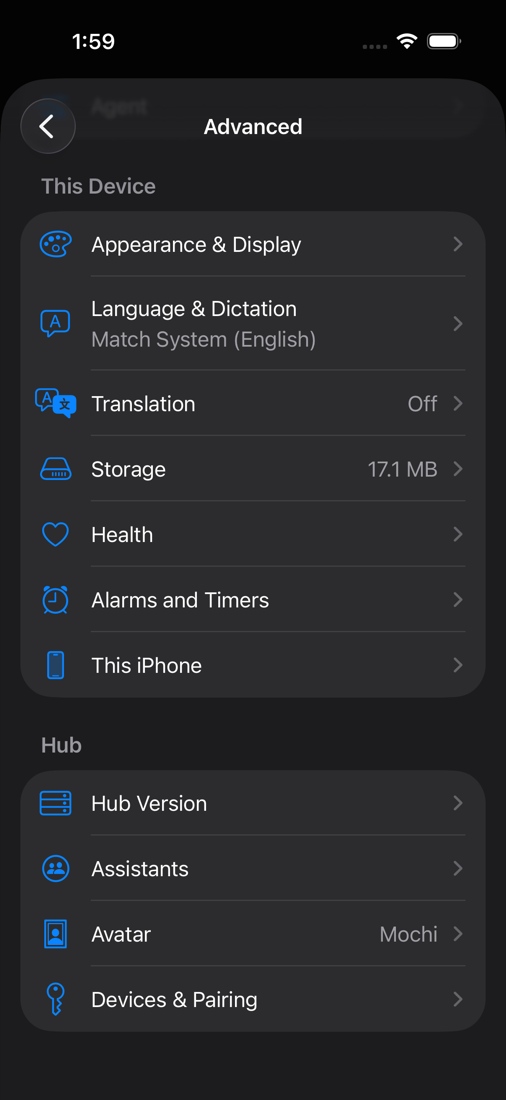 1:59
Agent
Advanced
This Device
Appearance & Display
Language & Dictation
Match System (English)
Translation
Off
Storage
17.1 MB
Health
Alarms and Timers
This iPhone
Hub
Hub Version
Assistants
Avatar
Mochi
Devices & Pairing